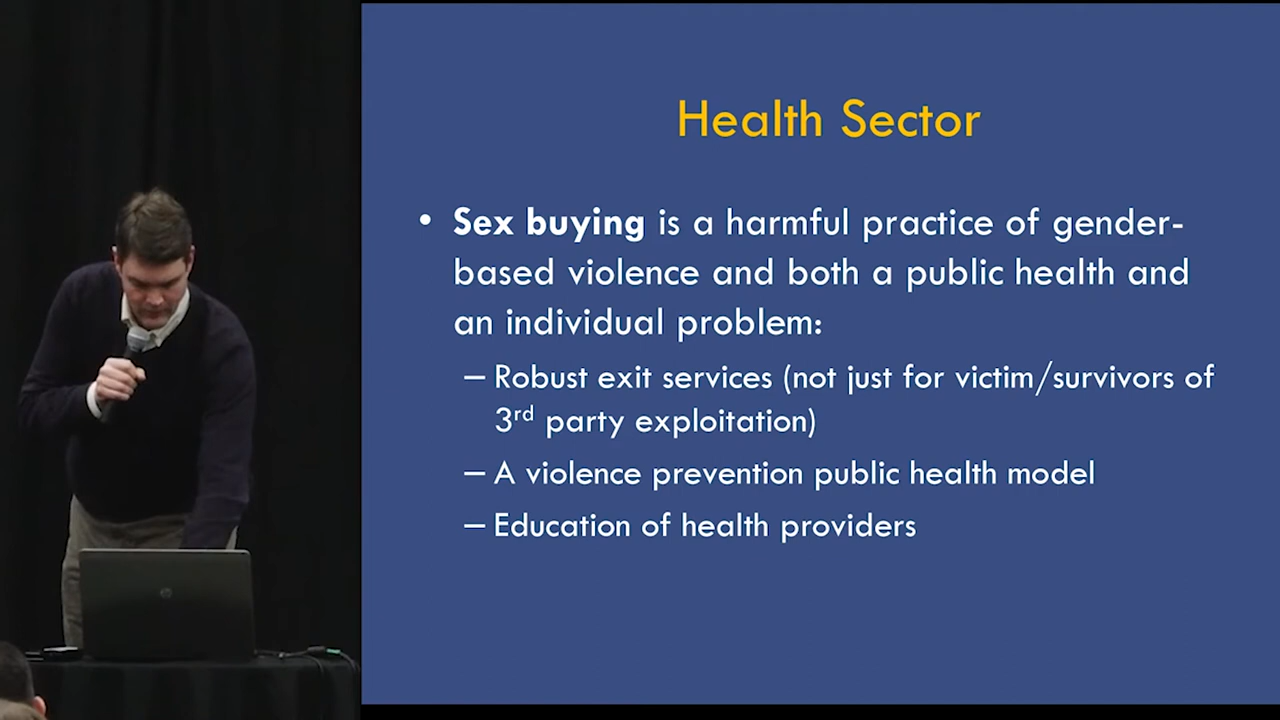 Health Sector
• Sex buying is a harmful practice of gender-
based violence and both a public health and
an individual problem:
– Robust exit services (not just for victim/survivors of
3rd party exploitation)
– A violence prevention public health model
– Education of health providers